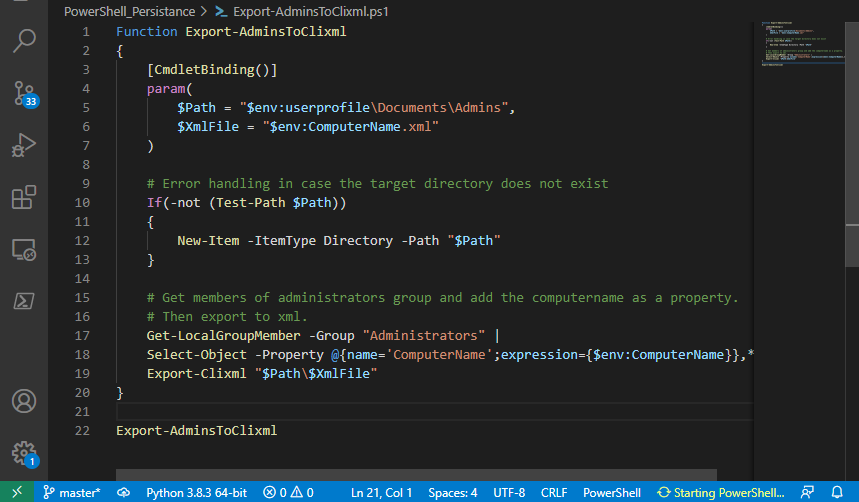 PowerShell_Persistance > Export-AdminsToClixml.ps1
1 Function Export-AdminsToClixml
2 {
3 [CmdletBinding()]
4 param(
5 $Path = "$env:userprofile\Documents\Admins",
6 $XmlFile = "$env:ComputerName.xml"
7 )
8
9 # Error handling in case the target directory does not exist
10 If(-not (Test-Path $Path))
11 {
12 New-Item -ItemType Directory -Path "$Path"
13 }
14
15 # Get members of administrators group and add the computername as a property.
16 # Then export to xml.
17 Get-LocalGroupMember -Group "Administrators" |
18 Select-Object -Property @{name='ComputerName';expression={$env:ComputerName}},*
19 Export-Clixml "$Path\$XmlFile"
20 }
21
22 Export-AdminsToClixml
33
1
master* Python 3.8.3 64-bit 0 0 Ln 21, Col 1 Spaces: 4 UTF-8 CRLF PowerShell Starting PowerShell...